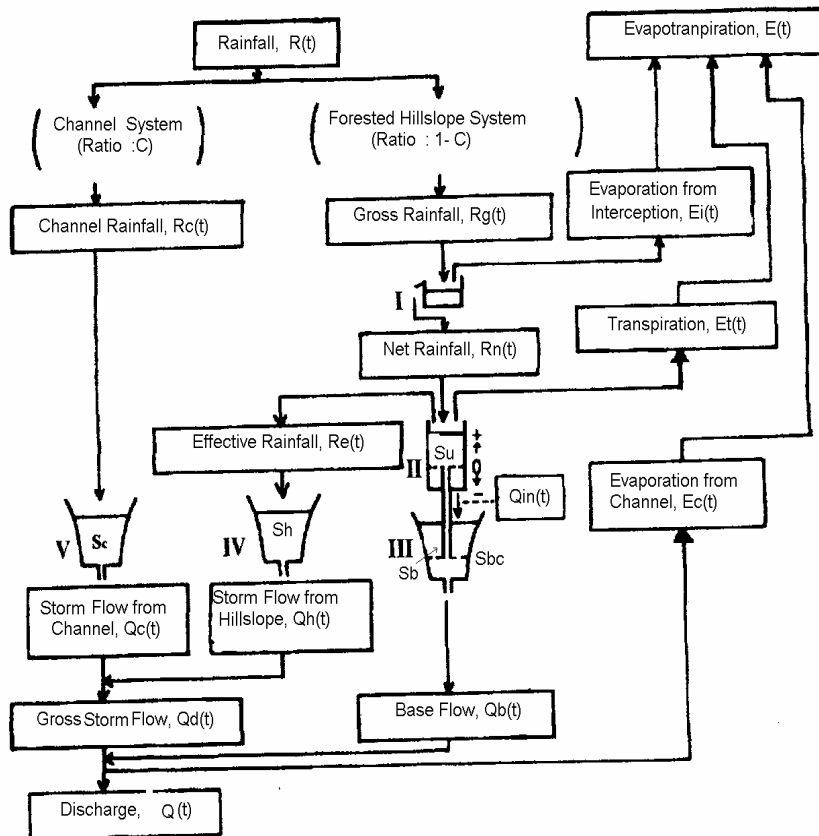 Rainfall, R(t)
Evapotranpiration, E(t)
Channel System
(Ratio :C)
Forested Hillslope System
(Ratio : 1- C)
Channel Rainfall, Rc(t)
Gross Rainfall, Rg(t)
Evaporation from
Interception, Ei(t)
I
Net Rainfall, Rn(t)
Transpiration, Et(t)
Effective Rainfall, Re(t)
Su
+
0
-
II
Qin(t)
Evaporation from
Channel, Ec(t)
V
Sc
IV
Sh
III
Sb
Sbc
Storm Flow from
Channel, Qc(t)
Storm Flow from
Hillslope, Qh(t)
Gross Storm Flow, Qd(t)
Base Flow, Qb(t)
Discharge, Q(t)